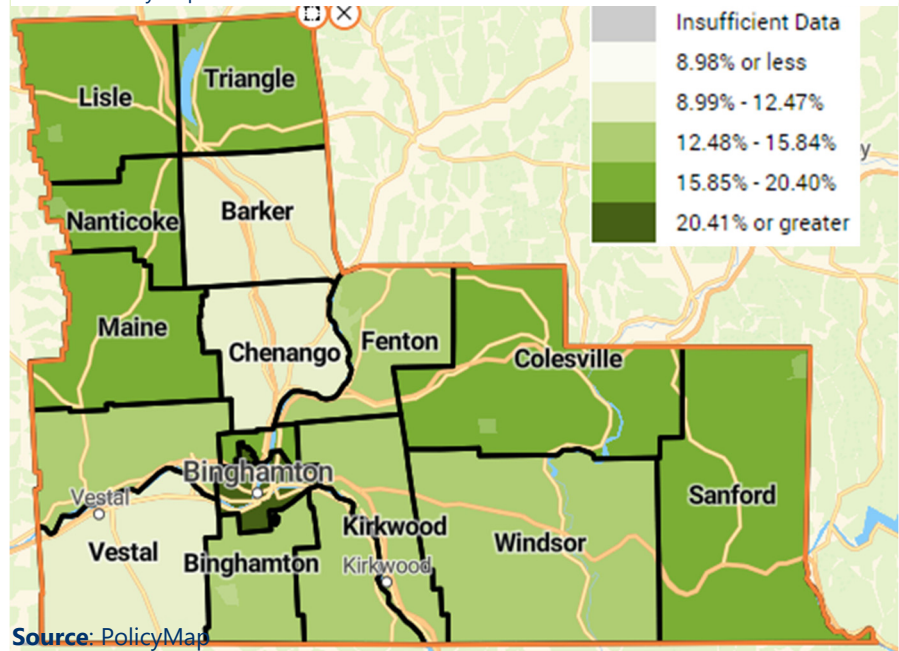 Insufficient Data
8.98% or less
8.99% - 12.47%
12.48% - 15.84%
15.85% - 20.40%
20.41% or greater
y
Triangle
Lisle
Nanticoke
Barker
Maine
Chenango
Fenton
Colesville
Binghamton
Vestal
Sanford
Kirkwood
Windsor
Vestal
Binghamton
Kirkwood
Source: PolicyMap